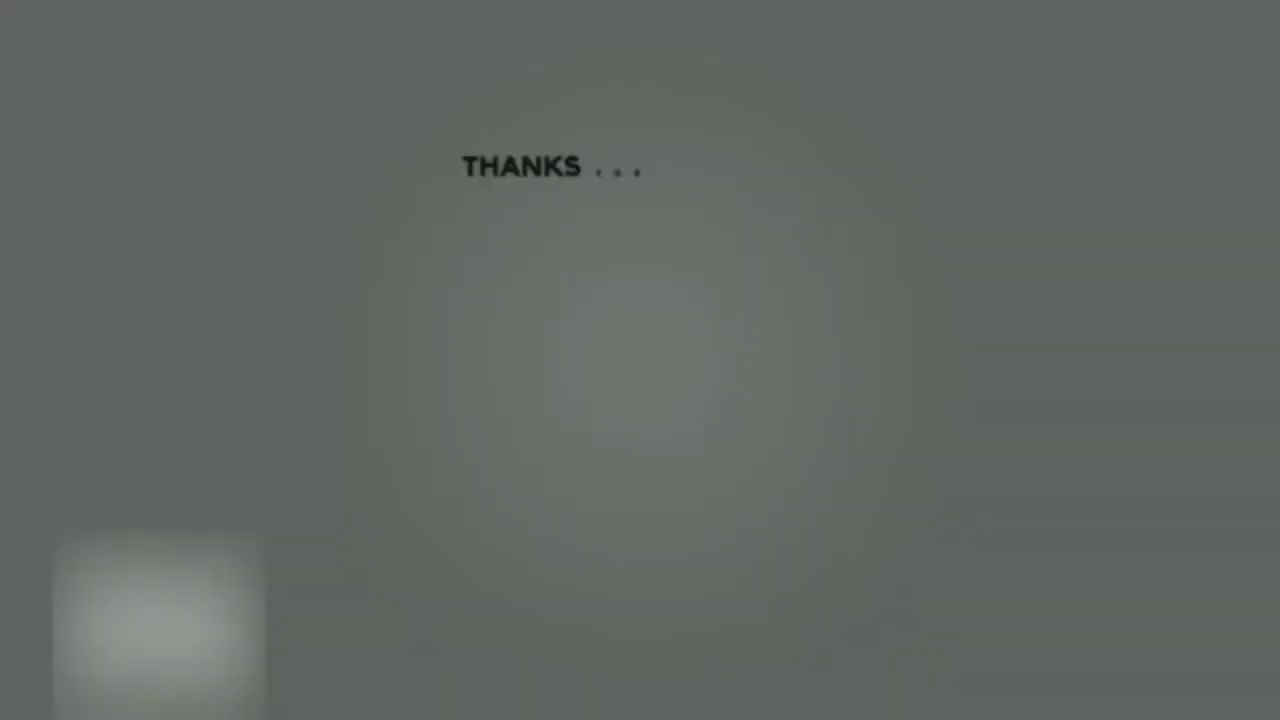 THANKS . . .